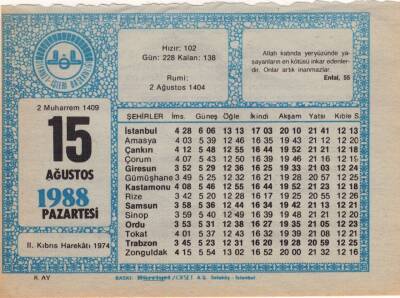 Hızır: 102
Gün: 228 Kalan: 138
Rumi:
2 Ağustos 1404
Allah katında yeryüzünde ya-
şayanların en kötüsü inkar edenler-
dir. Onlar artık inanmazlar.
Enfal, 55
2 Muharrem 1409
15
AĞUSTOS
1988
PAZARTESİ
II. Kıbrıs Harekâtı 1974
ŞEHİRLER İms. Güneş Öğle İkindi Akşam Yatsı Kıble S.
İstanbul 4 28 6 06 13 13 17 03 20 10 21 41 12 13
Amasya 4 03 5 39 12 46 16 35 19 43 21 12 12 20
Çankırı 4 12 5 48 12 55 16 44 19 52 21 21 12 18
Çorum 4 07 5 43 12 50 16 39 19 46 21 16 12 19
Giresun 3 52 5 29 12 36 16 25 19 33 21 03 12 24
Gümüşhane 3 49 5 25 12 32 16 21 20 58 12 25
Kastamonu 4 08 5 46 12 55 16 44 19 52 21 23 12 18
Rize 3 42 5 20 12 27 16 17 19 25 20 55 12 26
Samsun 3 58 5 36 12 44 16 34 19 42 21 13 12 21
Sinop 3 59 5 40 12 49 16 39 19 48 21 20 12 20
Ordu 3 53 5 31 12 38 16 27 19 35 21 05 12 23
Tokat 4 01 5 37 12 43 16 32 19 39 21 08 12 21
Trabzon 3 45 5 23 12 31 16 20 19 28 20 59 12 25
Zonguldak 4 15 5 54 13 02 16 52 20 00 21 32 12 16
8. AY
BASKI: Hürriyet / OFSET A.Ş. Sefaköy - İstanbul